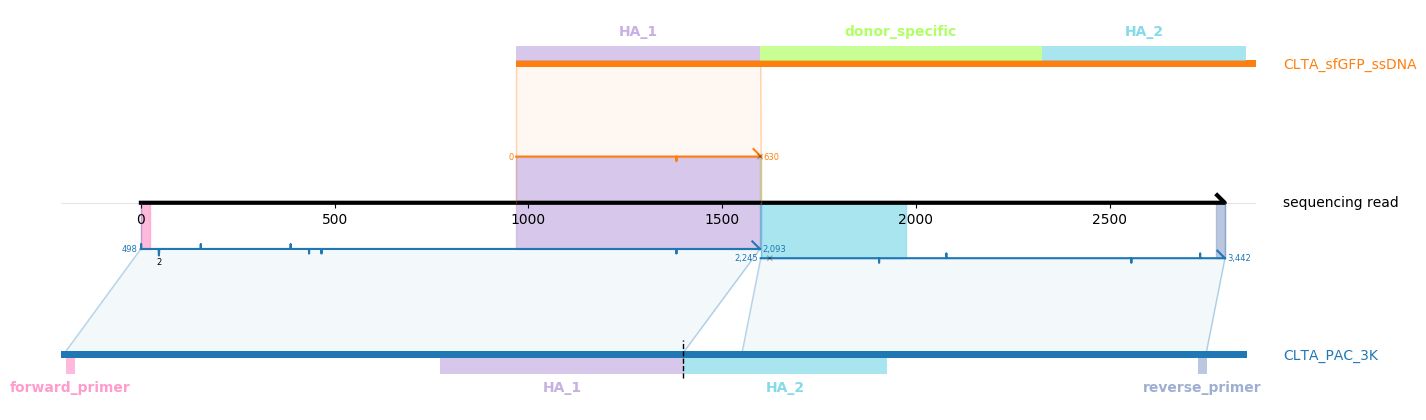 HA_1 donor_specific HA_2
CLTA_sfGFP_ssDNA
0 630
sequencing read
0 500 1000 1500 2000 2500
498 2,093
2
2,245 3,442
CLTA_PAC_3K
forward_primer HA_1 HA_2 reverse_primer